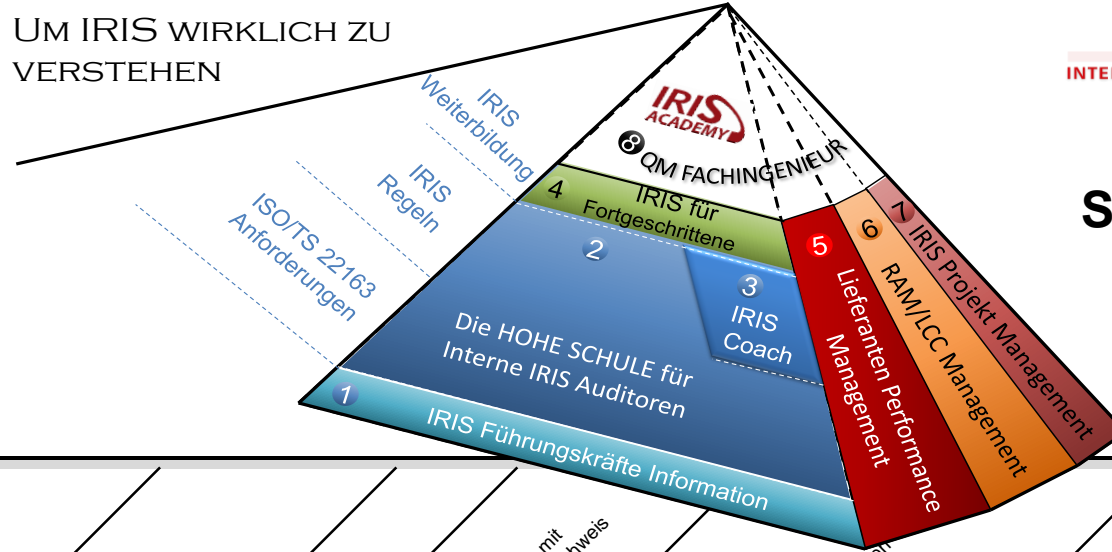 UM IRIS WIRKLICH ZU
VERSTEHEN
INTE
S
IRIS
Weiterbildung
IRIS
Regeln
ISO/TS 22163
Anforderungen
IRIS
ACADEMY
8 QM FACHINGENIEUR
4 IRIS für
Fortgeschrittene
2
Die HOHE SCHULE für
Interne IRIS Auditoren
3
IRIS
Coach
1
IRIS Führungskräfte Information
5
Lieferanten Performance
Management
6
RAM/LCC Management
7 IRIS Projekt Management
mit
weis